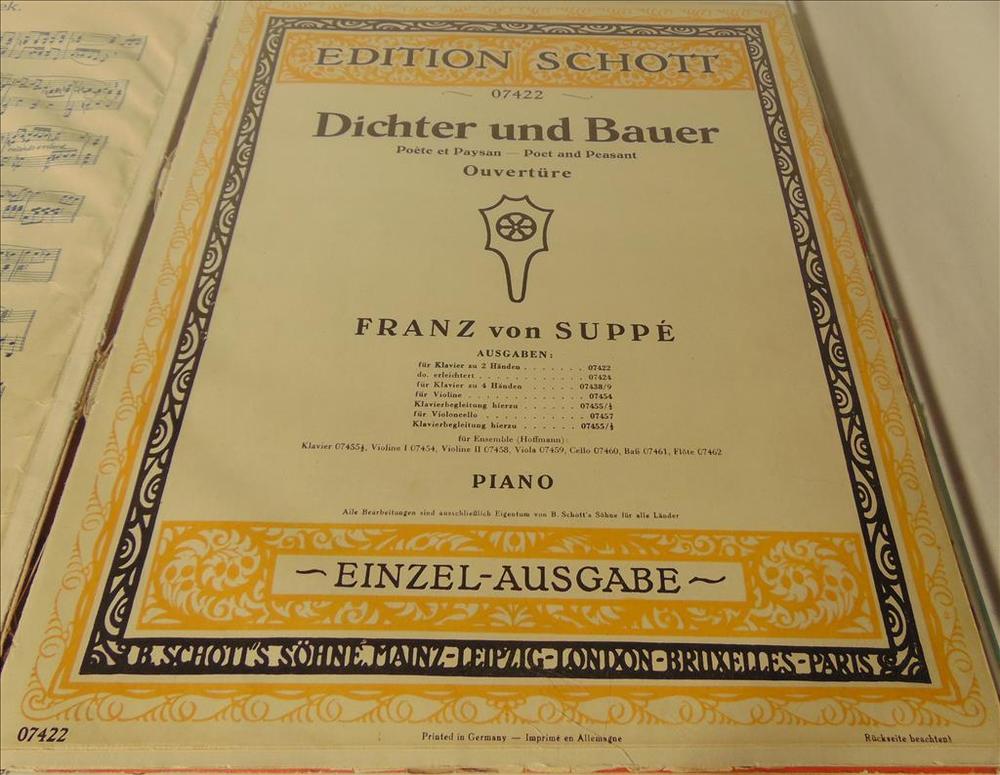 ek.
EDITION SCHOTT
07422
Dichter und Bauer
Poète et Paysan — Poet and Peasant
Ouvertüre
FRANZ von SUPPÉ
AUSGABEN:
für Klavier zu 2 Händen . . . . . . . 07422
do. erleichtert . . . . . . . . . . . 07424
für Klavier zu 4 Händen . . . . . . 07438/9
für Violine . . . . . . . . . . . . 07454
Klavierbegleitung hierzu . . . . . . 07455/½
für Violoncello . . . . . . . . . . . 07457
Klavierbegleitung hierzu . . . . . . 07455/½
für Ensemble (Hoffmann):
Klavier 07455½, Violine I 07454, Violine II 07458, Viola 07459, Cello 07460, Baß 07461, Flöte 07462
PIANO
Alle Bearbeitungen sind ausschließlich Eigentum von B. Schott's Söhne für alle Länder
~EINZEL-AUSGABE~
B. SCHOTT'S SÖHNE, MAINZ-LEIPZIG-LONDON-BRUXELLES-PARIS
07422
Printed in Germany — Imprimé en Allemagne
Rückseite beachten!